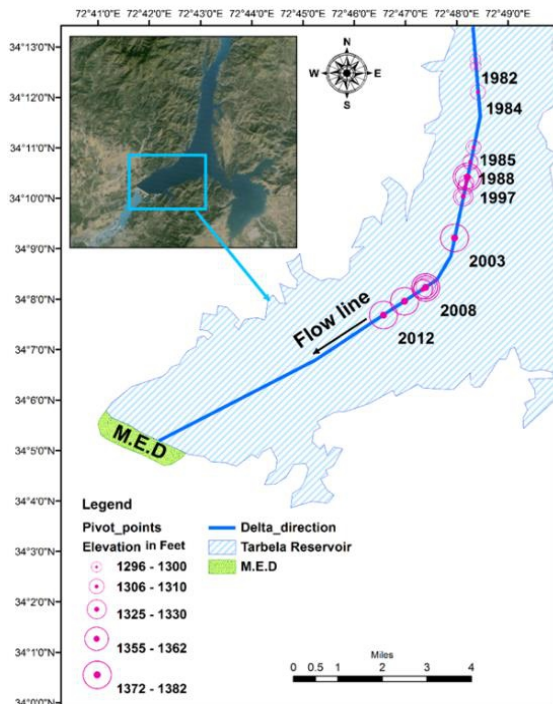 72°41'0"E 72°42'0"E 72°43'0"E 72°44'0"E 72°45'0"E 72°46'0"E 72°47'0"E 72°48'0"E 72°49'0"E
34°13'0"N
34°12'0"N
34°11'0"N
34°10'0"N
34°9'0"N
34°8'0"N
34°7'0"N
34°6'0"N
34°5'0"N
34°4'0"N
34°3'0"N
34°2'0"N
34°1'0"N
34°0'0"N
N
W E
S
1982
1984
1985
1988
1997
2003
2008
2012
Flow line
M.E.D
Legend
Pivot_points
Elevation in Feet
1296 - 1300
1306 - 1310
1325 - 1330
1355 - 1362
1372 - 1382
Delta_direction
Tarbela Reservoir
M.E.D
Miles
0 0.5 1 2 3 4